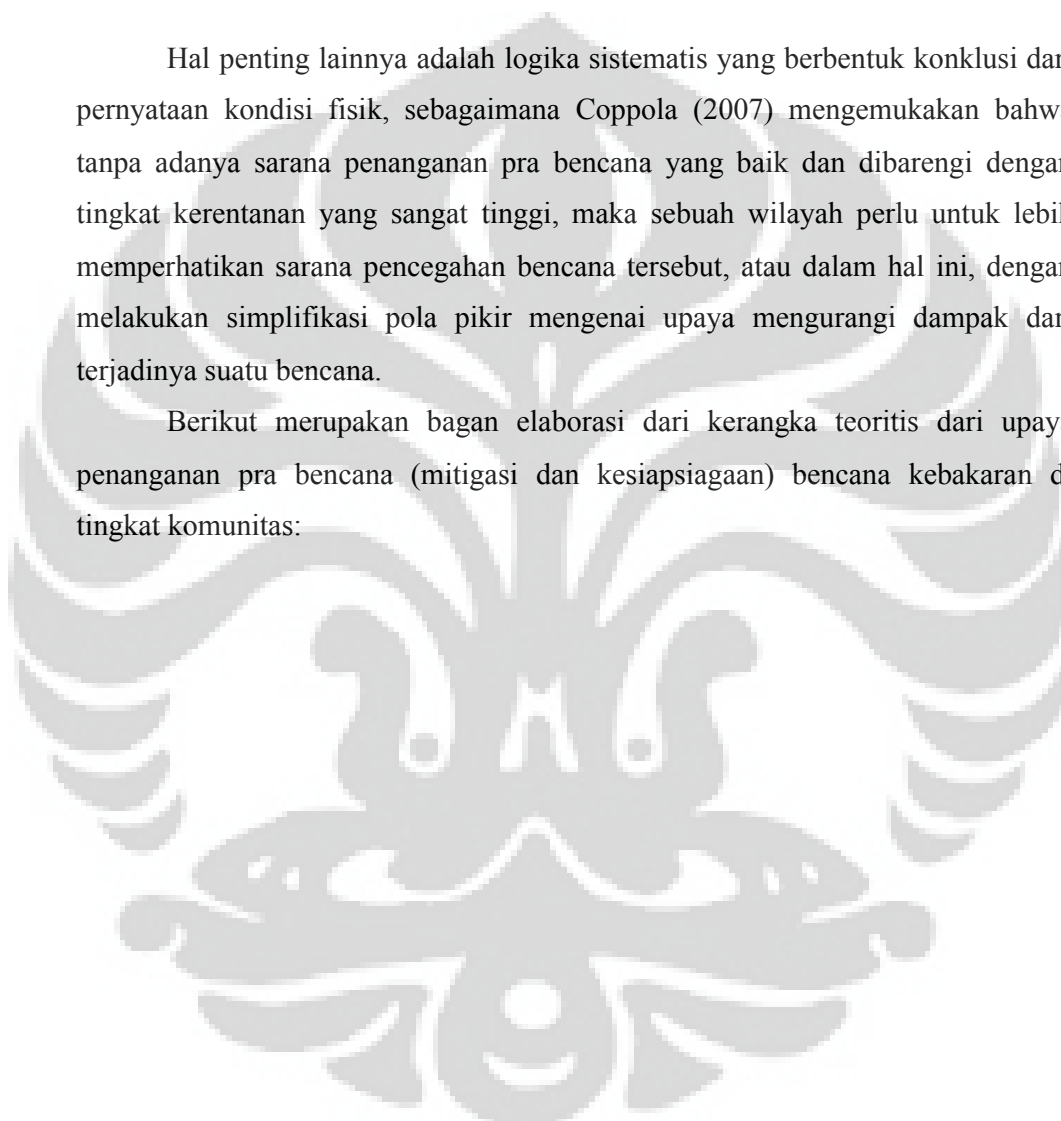 Hal penting lainnya adalah logika sistematis yang berbentuk konklusi dar
pernyataan kondisi fisik, sebagaimana Coppola (2007) mengemukakan bahwa
tanpa adanya sarana penanganan pra bencana yang baik dan dibarengi dengan
tingkat kerentanan yang sangat tinggi, maka sebuah wilayah perlu untuk lebih
memperhatikan sarana pencegahan bencana tersebut, atau dalam hal ini, dengan
melakukan simplifikasi pola pikir mengenai upaya mengurangi dampak dar
terjadinya suatu bencana.
Berikut merupakan bagan elaborasi dari kerangka teoritis dari upay
penanganan pra bencana (mitigasi dan kesiapsiagaan) bencana kebakaran d
tingkat komunitas: